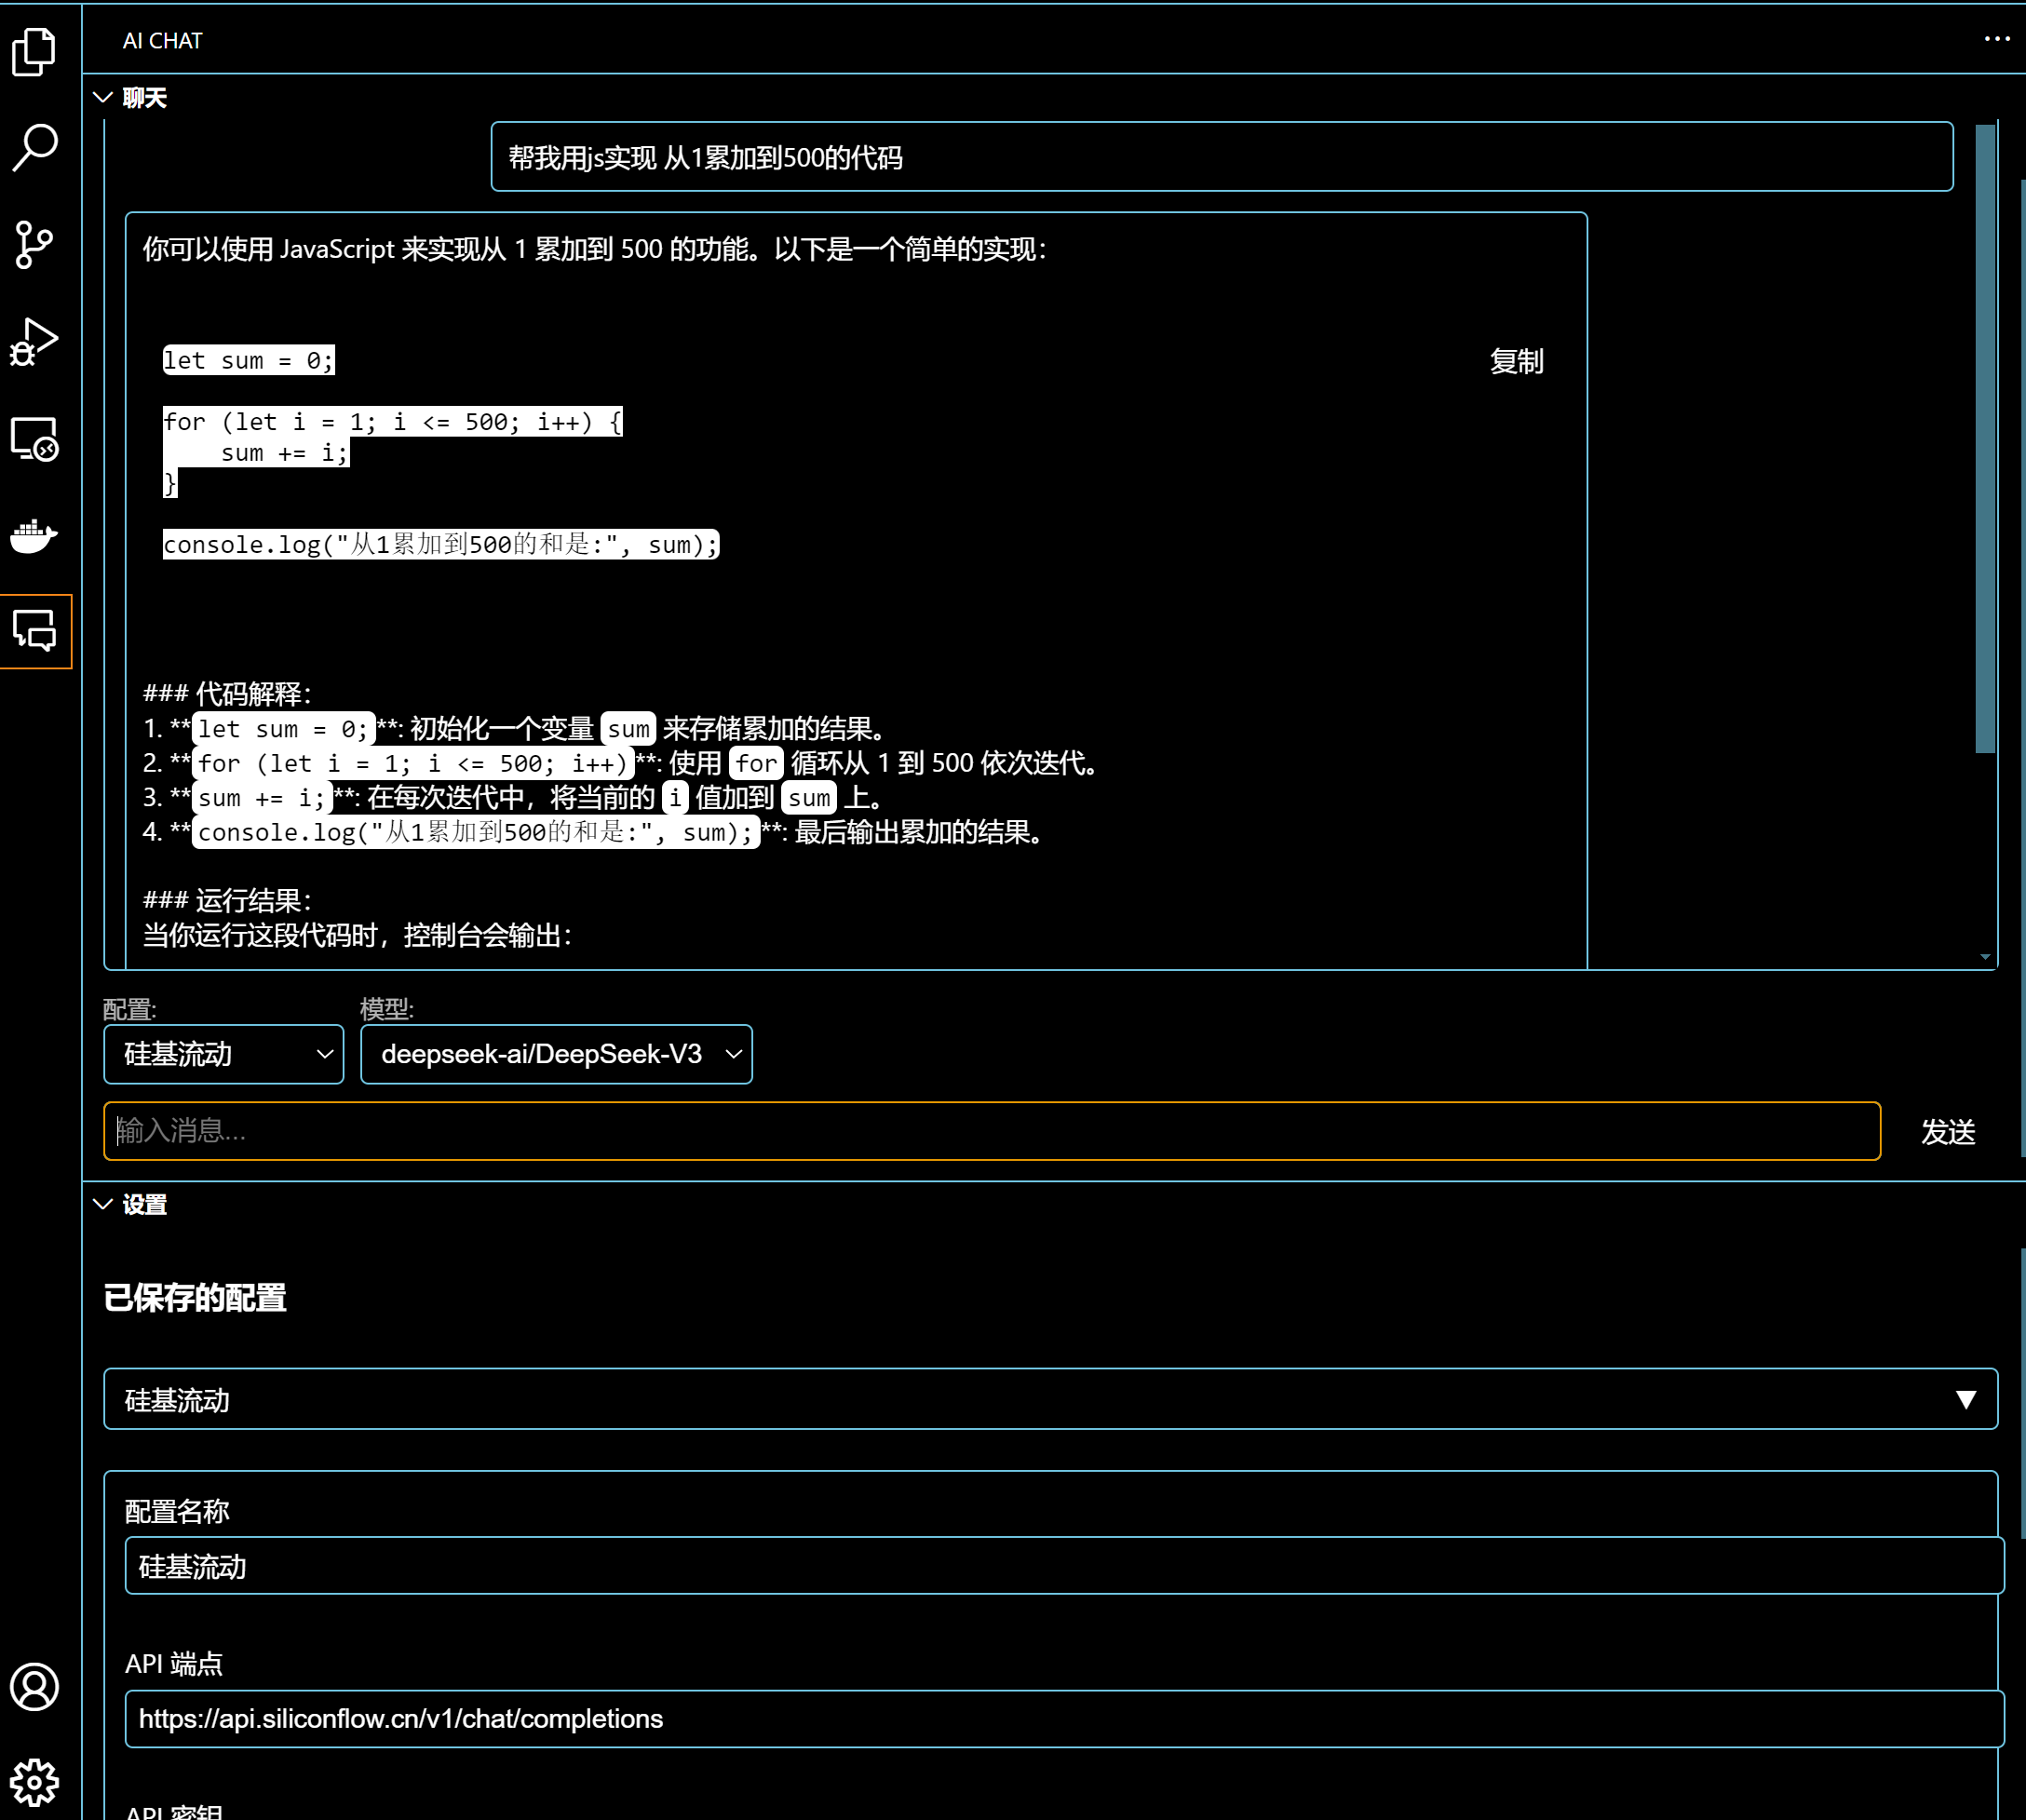 AI CHAT
聊天
帮我用js实现 从1累加到500的代码
你可以使用 JavaScript 来实现从 1 累加到 500 的功能。以下是一个简单的实现：
let sum = 0;
复制
for (let i = 1; i <= 500; i++) {
    sum += i;
}
console.log("从1累加到500的和是:", sum);
### 代码解释：
1. **let sum = 0;**: 初始化一个变量 sum 来存储累加的结果。
2. **for (let i = 1; i <= 500; i++)**: 使用 for 循环从 1 到 500 依次迭代。
3. **sum += i;**: 在每次迭代中，将当前的 i 值加到 sum 上。
4. **console.log("从1累加到500的和是:", sum);**: 最后输出累加的结果。
### 运行结果：
当你运行这段代码时，控制台会输出：
配置: 模型:
硅基流动 deepseek-ai/DeepSeek-V3
输入消息...
发送
设置
已保存的配置
硅基流动
配置名称
硅基流动
API 端点
https://api.siliconflow.cn/v1/chat/completions
API 密钥